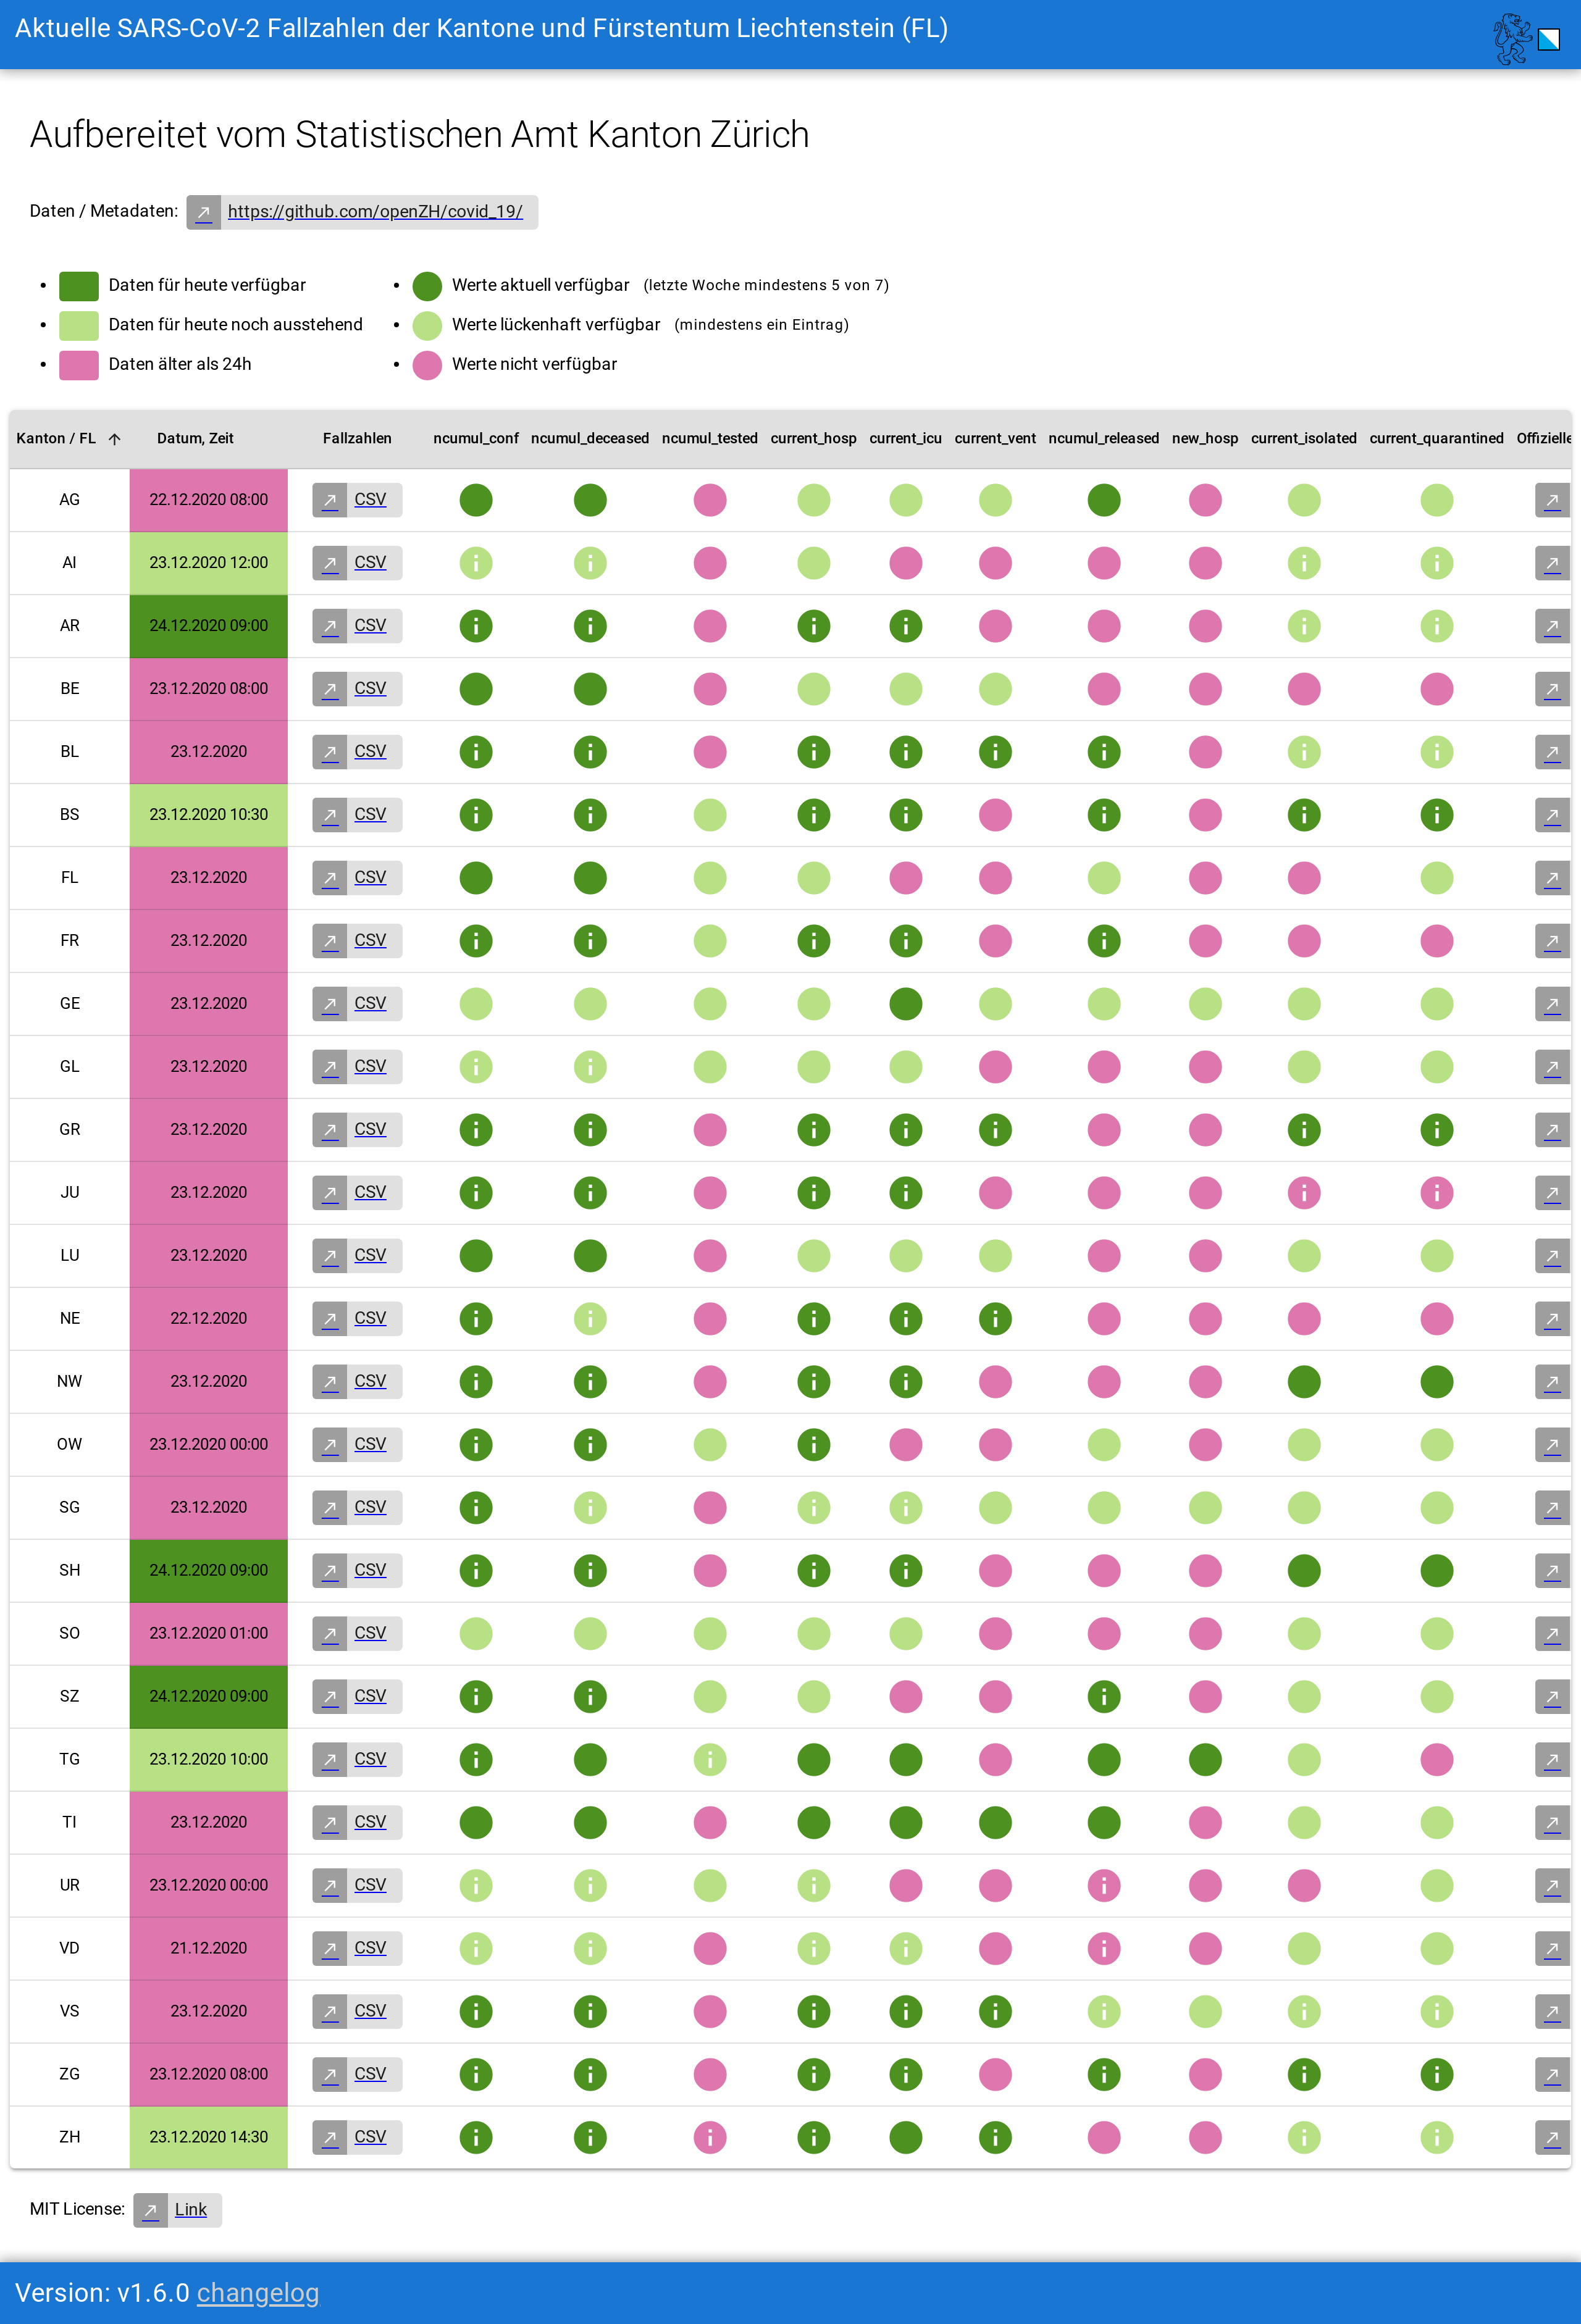 Aktuelle SARS-CoV-2 Fallzahlen der Kantone und Fürstentum Liechtenstein (FL)
Aufbereitet vom Statistischen Amt Kanton Zürich
Daten / Metadaten: https://github.com/openZH/covid_19/
Daten für heute verfügbar
Daten für heute noch ausstehend
Daten älter als 24h
Werte aktuell verfügbar (letzte Woche mindestens 5 von 7)
Werte lückenhaft verfügbar (mindestens ein Eintrag)
Werte nicht verfügbar
Kanton / FL Datum, Zeit Fallzahlen ncumul_conf ncumul_deceased ncumul_tested current_hosp current_icu current_vent ncumul_released new_hosp current_isolated current_quarantined Offizielle
AG 22.12.2020 08:00 CSV
AI 23.12.2020 12:00 CSV
AR 24.12.2020 09:00 CSV
BE 23.12.2020 08:00 CSV
BL 23.12.2020 CSV
BS 23.12.2020 10:30 CSV
FL 23.12.2020 CSV
FR 23.12.2020 CSV
GE 23.12.2020 CSV
GL 23.12.2020 CSV
GR 23.12.2020 CSV
JU 23.12.2020 CSV
LU 23.12.2020 CSV
NE 22.12.2020 CSV
NW 23.12.2020 CSV
OW 23.12.2020 00:00 CSV
SG 23.12.2020 CSV
SH 24.12.2020 09:00 CSV
SO 23.12.2020 01:00 CSV
SZ 24.12.2020 09:00 CSV
TG 23.12.2020 10:00 CSV
TI 23.12.2020 CSV
UR 23.12.2020 00:00 CSV
VD 21.12.2020 CSV
VS 23.12.2020 CSV
ZG 23.12.2020 08:00 CSV
ZH 23.12.2020 14:30 CSV
MIT License: Link
Version: v1.6.0 changelog